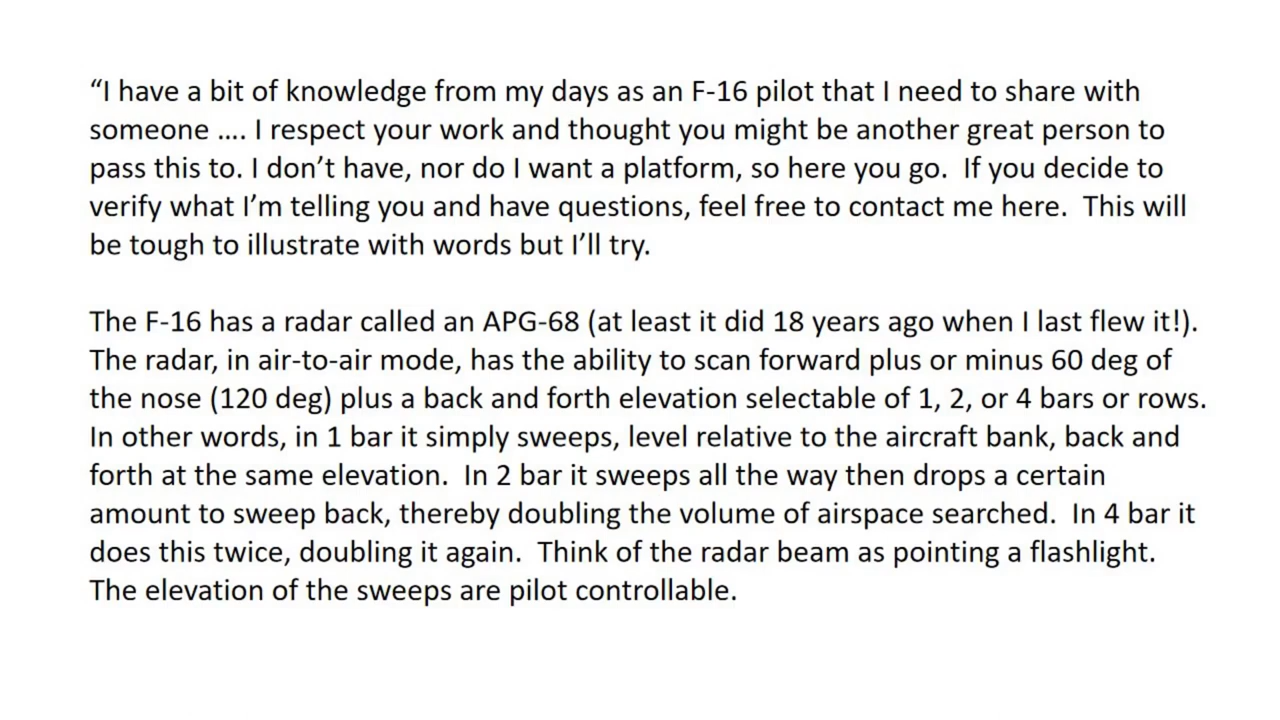 “I have a bit of knowledge from my days as an F-16 pilot that I need to share with
someone .... I respect your work and thought you might be another great person to
pass this to. I don’t have, nor do I want a platform, so here you go.  If you decide to
verify what I’m telling you and have questions, feel free to contact me here.  This will
be tough to illustrate with words but I’ll try.

The F-16 has a radar called an APG-68 (at least it did 18 years ago when I last flew it!).
The radar, in air-to-air mode, has the ability to scan forward plus or minus 60 deg of
the nose (120 deg) plus a back and forth elevation selectable of 1, 2, or 4 bars or rows.
In other words, in 1 bar it simply sweeps, level relative to the aircraft bank, back and
forth at the same elevation.  In 2 bar it sweeps all the way then drops a certain
amount to sweep back, thereby doubling the volume of airspace searched.  In 4 bar it
does this twice, doubling it again.  Think of the radar beam as pointing a flashlight.
The elevation of the sweeps are pilot controllable.